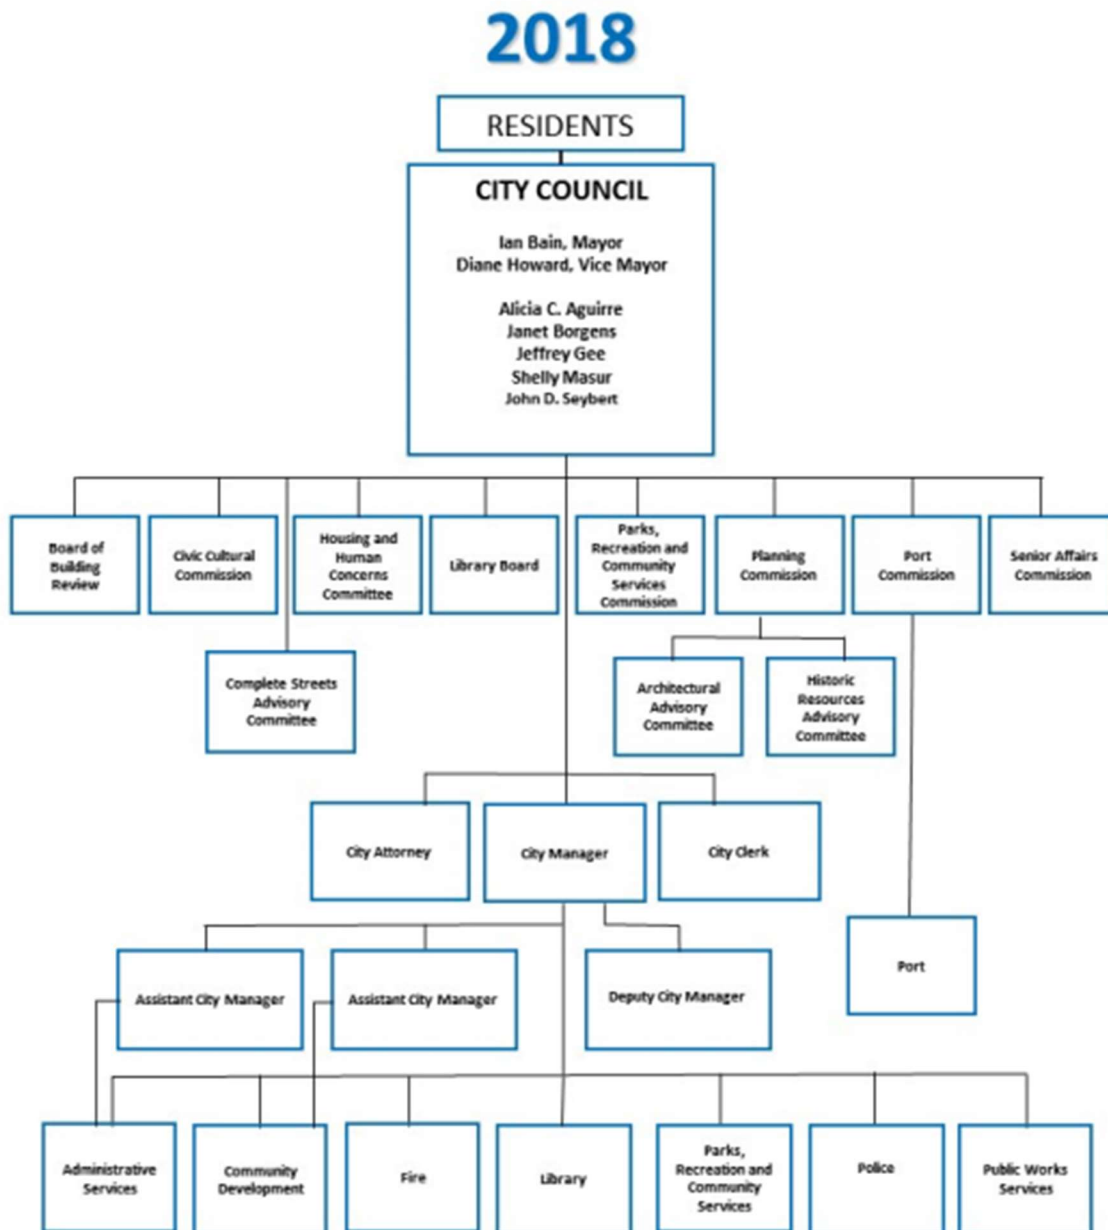 2018
RESIDENTS
CITY COUNCIL
Ian Bain, Mayor
Diane Howard, Vice Mayor
Alicia C. Aguirre
Janet Borgens
Jeffrey Gee
Shelly Masur
John D. Seybert
Board of
Building
Review
Civic Cultural
Commission
Housing and
Human
Concerns
Committee
Library Board
Parks,
Recreation and
Community
Services
Commission
Planning
Commission
Port
Commission
Senior Affairs
Commission
Complete Streets
Advisory
Committee
Architectural
Advisory
Committee
Historic
Resources
Advisory
Committee
City Attorney
City Manager
City Clerk
Assistant City Manager
Assistant City Manager
Deputy City Manager
Port
Administrative
Services
Community
Development
Fire
Library
Parks,
Recreation and
Community
Services
Police
Public Works
Services